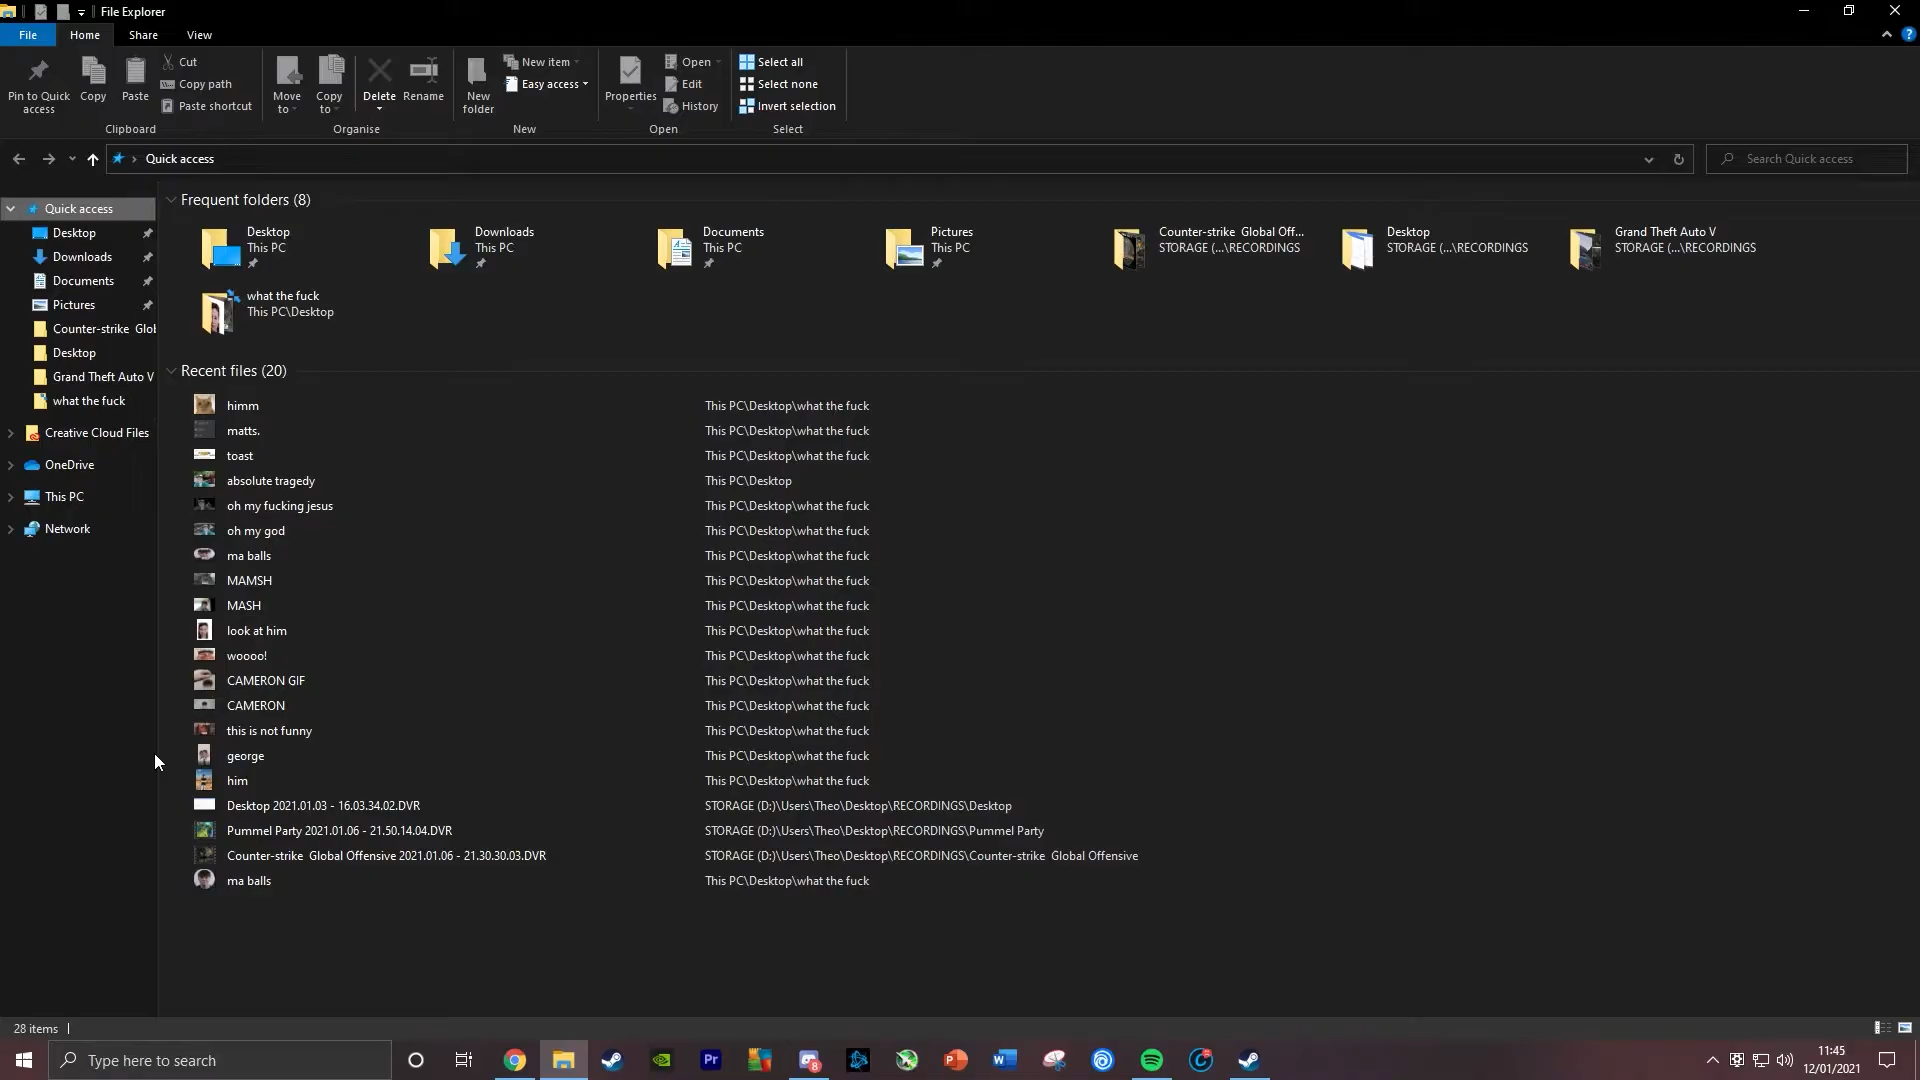 File Explorer
File Home Share View
Pin to Quick access
Copy
Paste
Cut
Copy path
Paste shortcut
Clipboard
Move to
Copy to
Delete
Rename
Organise
New folder
New item
Easy access
New
Properties
Open
Edit
History
Open
Select all
Select none
Invert selection
Select
Quick access
Search Quick access
Quick access
Desktop
Downloads
Documents
Pictures
Counter-strike Glob
Desktop
Grand Theft Auto V
what the fuck
Creative Cloud Files
OneDrive
This PC
Network
Frequent folders (8)
Desktop
This PC
Downloads
This PC
Documents
This PC
Pictures
This PC
Counter-strike Global Off...
STORAGE (...\RECORDINGS
Desktop
STORAGE (...\RECORDINGS
Grand Theft Auto V
STORAGE (...\RECORDINGS
what the fuck
This PC\Desktop
Recent files (20)
himm This PC\Desktop\what the fuck
matts. This PC\Desktop\what the fuck
toast This PC\Desktop\what the fuck
absolute tragedy This PC\Desktop
oh my fucking jesus This PC\Desktop\what the fuck
oh my god This PC\Desktop\what the fuck
ma balls This PC\Desktop\what the fuck
MAMSH This PC\Desktop\what the fuck
MASH This PC\Desktop\what the fuck
look at him This PC\Desktop\what the fuck
woooo! This PC\Desktop\what the fuck
CAMERON GIF This PC\Desktop\what the fuck
CAMERON This PC\Desktop\what the fuck
this is not funny This PC\Desktop\what the fuck
george This PC\Desktop\what the fuck
him This PC\Desktop\what the fuck
Desktop 2021.01.03 - 16.03.34.02.DVR STORAGE (D:)\Users\Theo\Desktop\RECORDINGS\Desktop
Pummel Party 2021.01.06 - 21.50.14.04.DVR STORAGE (D:)\Users\Theo\Desktop\RECORDINGS\Pummel Party
Counter-strike Global Offensive 2021.01.06 - 21.30.30.03.DVR STORAGE (D:)\Users\Theo\Desktop\RECORDINGS\Counter-strike Global Offensive
ma balls This PC\Desktop\what the fuck
28 items
Type here to search
Pr
8
11:45
12/01/2021